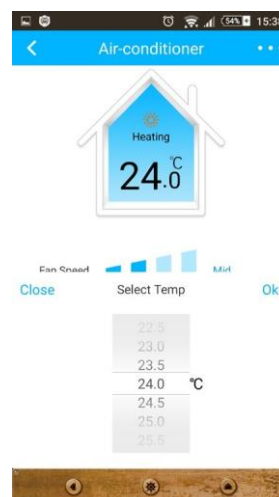 54% 15:38
Air-conditioner
Heating
24.0 °C
Fan Speed Mid
Close Select Temp Ok
22.5
23.0
23.5
24.0 °C
24.5
25.0
25.5